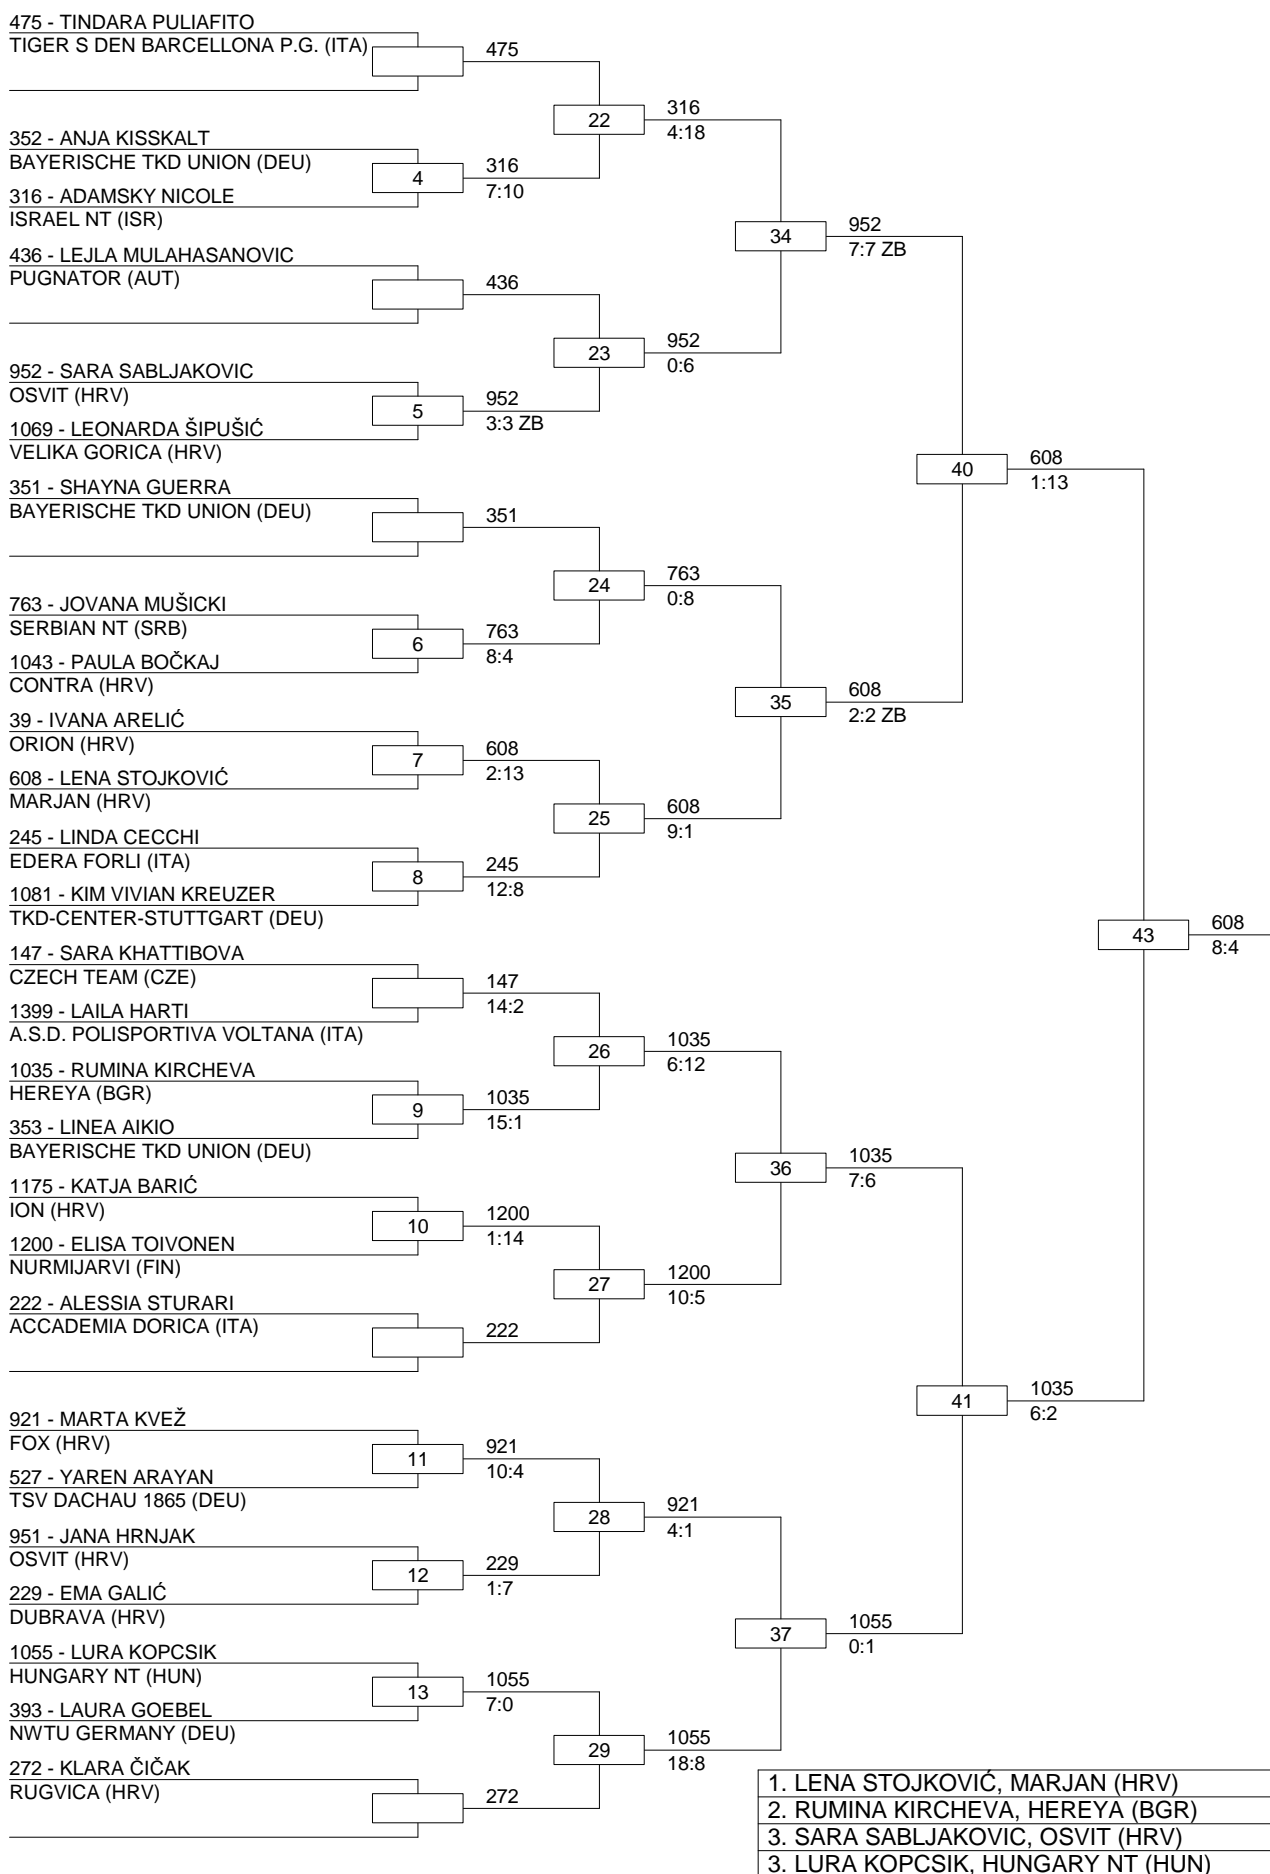 475 - TINDARA PULIAFITO
TIGER S DEN BARCELLONA P.G. (ITA)
475
22
316
4:18
352 - ANJA KISSKALT
BAYERISCHE TKD UNION (DEU)
4
316
7:10
316 - ADAMSKY NICOLE
ISRAEL NT (ISR)
34
952
7:7 ZB
436 - LEJLA MULAHASANOVIC
PUGNATOR (AUT)
436
23
952
0:6
952 - SARA SABLJAKOVIC
OSVIT (HRV)
5
952
3:3 ZB
1069 - LEONARDA ŠIPUŠIĆ
VELIKA GORICA (HRV)
40
608
1:13
351 - SHAYNA GUERRA
BAYERISCHE TKD UNION (DEU)
351
24
763
0:8
763 - JOVANA MUŠICKI
SERBIAN NT (SRB)
6
763
8:4
1043 - PAULA BOČKAJ
CONTRA (HRV)
35
608
2:2 ZB
39 - IVANA ARELIĆ
ORION (HRV)
7
608
2:13
608 - LENA STOJKOVIĆ
MARJAN (HRV)
25
608
9:1
245 - LINDA CECCHI
EDERA FORLI (ITA)
8
245
12:8
1081 - KIM VIVIAN KREUZER
TKD-CENTER-STUTTGART (DEU)
43
608
8:4
147 - SARA KHATTIBOVA
CZECH TEAM (CZE)
147
14:2
1399 - LAILA HARTI
A.S.D. POLISPORTIVA VOLTANA (ITA)
26
1035
6:12
1035 - RUMINA KIRCHEVA
HEREYA (BGR)
9
1035
15:1
353 - LINEA AIKIO
BAYERISCHE TKD UNION (DEU)
36
1035
7:6
1175 - KATJA BARIĆ
ION (HRV)
10
1200
1:14
1200 - ELISA TOIVONEN
NURMIJARVI (FIN)
27
1200
10:5
222 - ALESSIA STURARI
ACCADEMIA DORICA (ITA)
222
41
1035
6:2
921 - MARTA KVEŽ
FOX (HRV)
11
921
10:4
527 - YAREN ARAYAN
TSV DACHAU 1865 (DEU)
28
921
4:1
951 - JANA HRNJAK
OSVIT (HRV)
12
229
1:7
229 - EMA GALIĆ
DUBRAVA (HRV)
37
1055
0:1
1055 - LURA KOPCSIK
HUNGARY NT (HUN)
13
1055
7:0
393 - LAURA GOEBEL
NWTU GERMANY (DEU)
29
1055
18:8
272 - KLARA ČIČAK
RUGVICA (HRV)
272
1. LENA STOJKOVIĆ, MARJAN (HRV)
2. RUMINA KIRCHEVA, HEREYA (BGR)
3. SARA SABLJAKOVIC, OSVIT (HRV)
3. LURA KOPCSIK, HUNGARY NT (HUN)